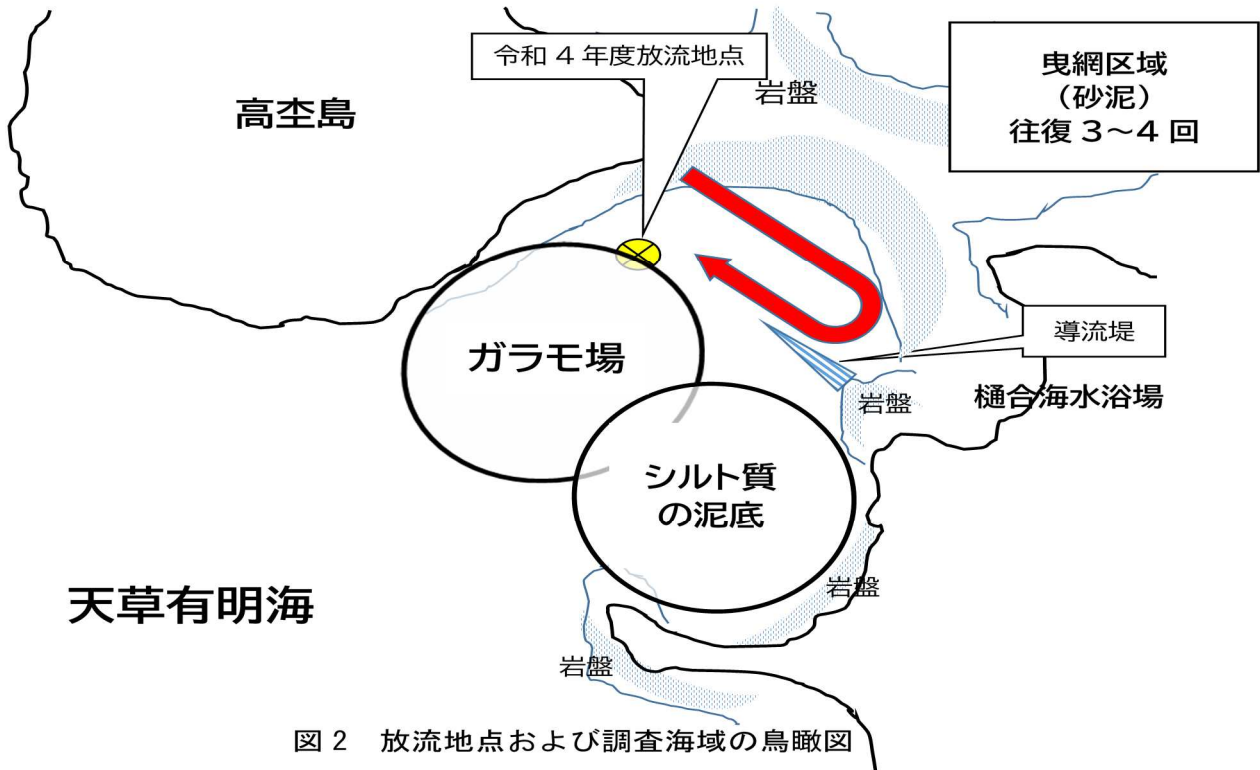 令和 4 年度放流地点
曳網区域
（砂泥）
往復 3～4 回
岩盤
高杢島
導流堤
ガラモ場
岩盤
樋合海水浴場
シルト質
の泥底
岩盤
天草有明海
岩盤
図 2　放流地点および調査海域の鳥瞰図